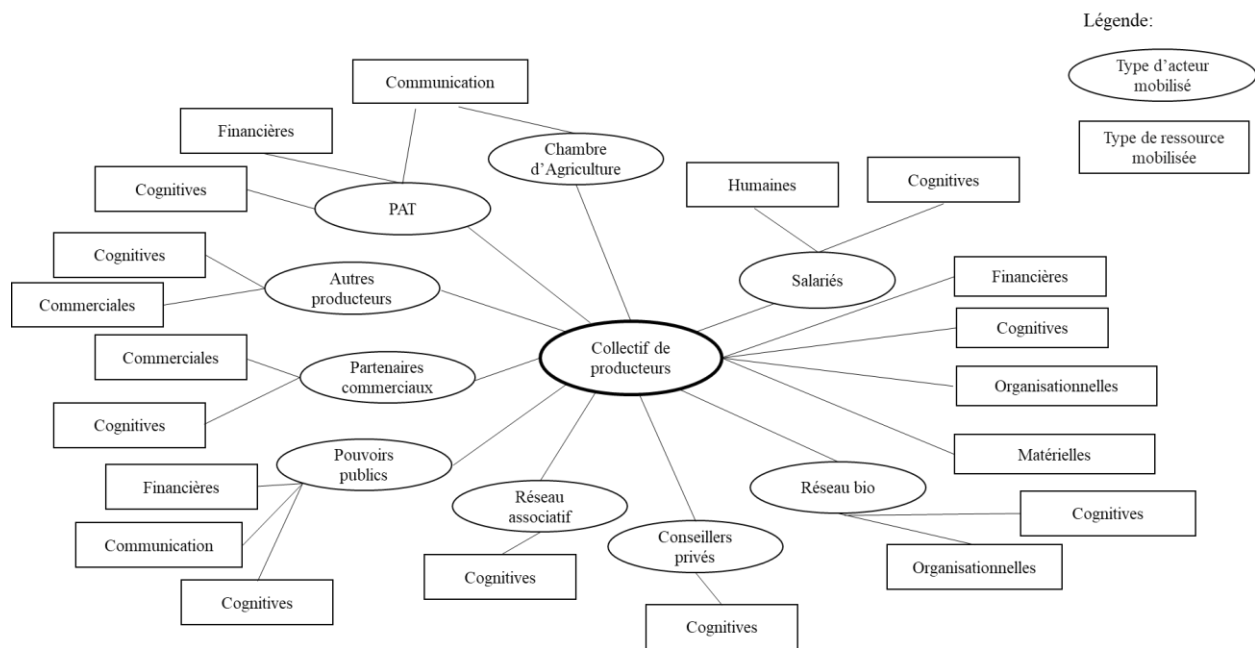 Légende:
Type d'acteur
mobilisé
Type de ressource
mobilisée
Communication
Financières
Chambre
d'Agriculture
Cognitives
PAT
Humaines
Cognitives
Cognitives
Autres
producteurs
Commerciales
Salariés
Financières
Cognitives
Commerciales
Partenaires
commerciaux
Collectif de
producteurs
Organisationnelles
Cognitives
Pouvoirs
publics
Matérielles
Financières
Réseau
associatif
Réseau bio
Cognitives
Communication
Conseillers
privés
Organisationnelles
Cognitives
Cognitives
Cognitives